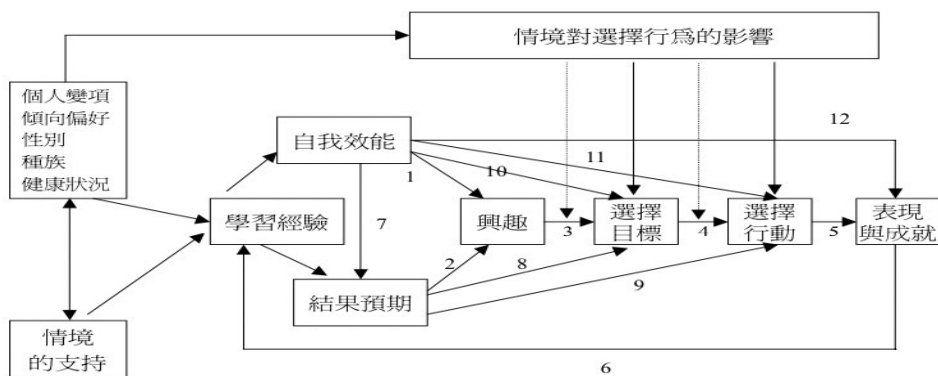 情境對選擇行為的影響
個人變項
傾向偏好
性別
種族
健康狀況
自我效能
12
1
10
11
學習經驗
7
興趣
3
選擇
目標
4
選擇
行動
5
表現
與成就
2
8
9
結果預期
情境
的支持
6